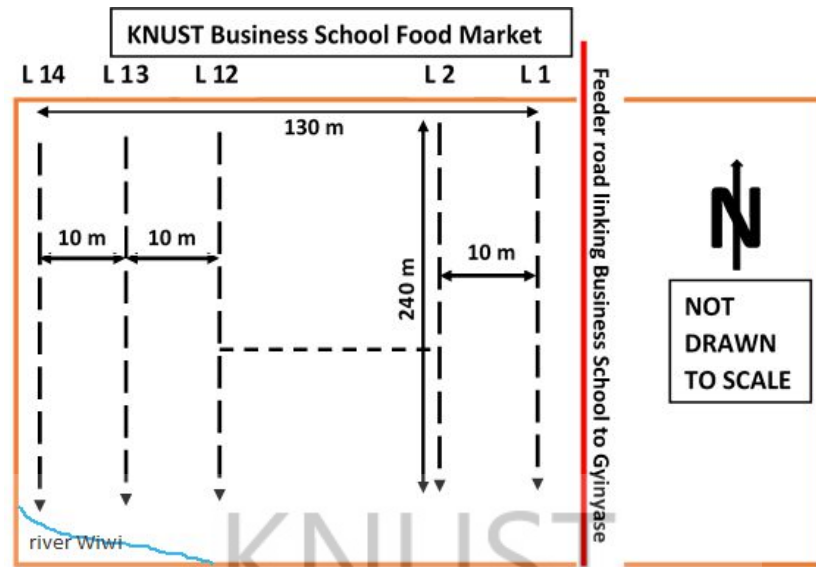 KNUST Business School Food Market
L 14 L 13 L 12 L 2 L 1
130 m
10 m 10 m 10 m
240 m
Feeder road linking Business School to Gyinyase
N
NOT
DRAWN
TO SCALE
river Wiwi
KNUST